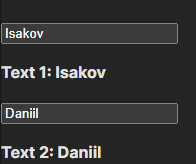 Isakov
Text 1: Isakov
Daniil
Text 2: Daniil